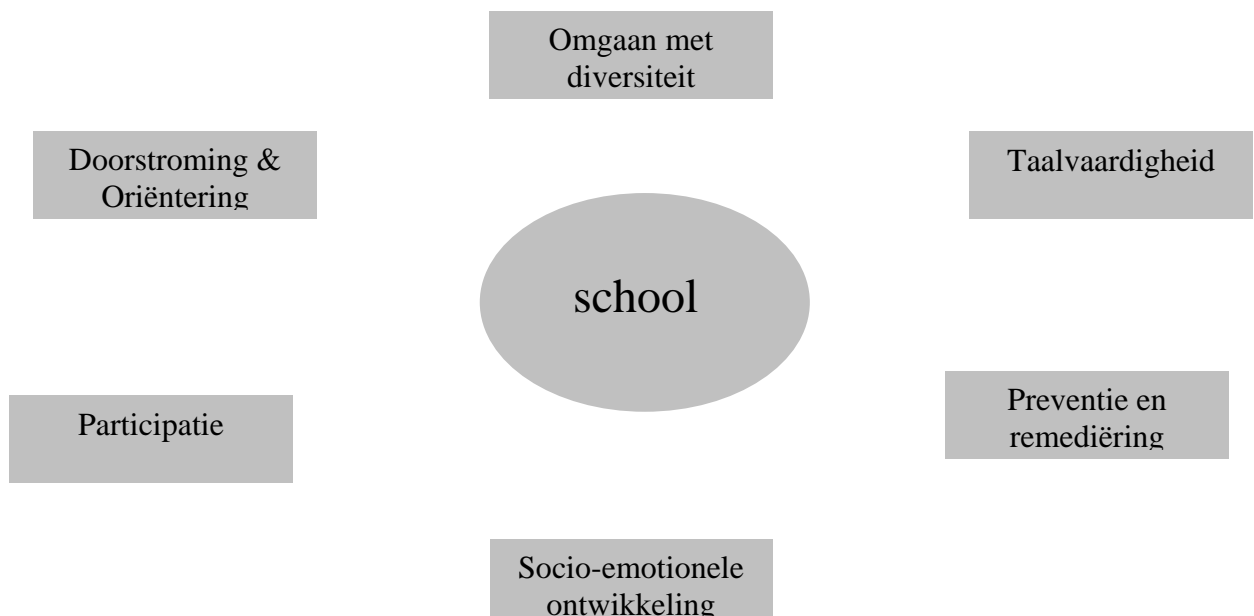 Omgaan met
diversiteit
Doorstroming &
Oriëntering
Taalvaardigheid
school
Participatie
Preventie en
remediëring
Socio-emotionele
ontwikkeling